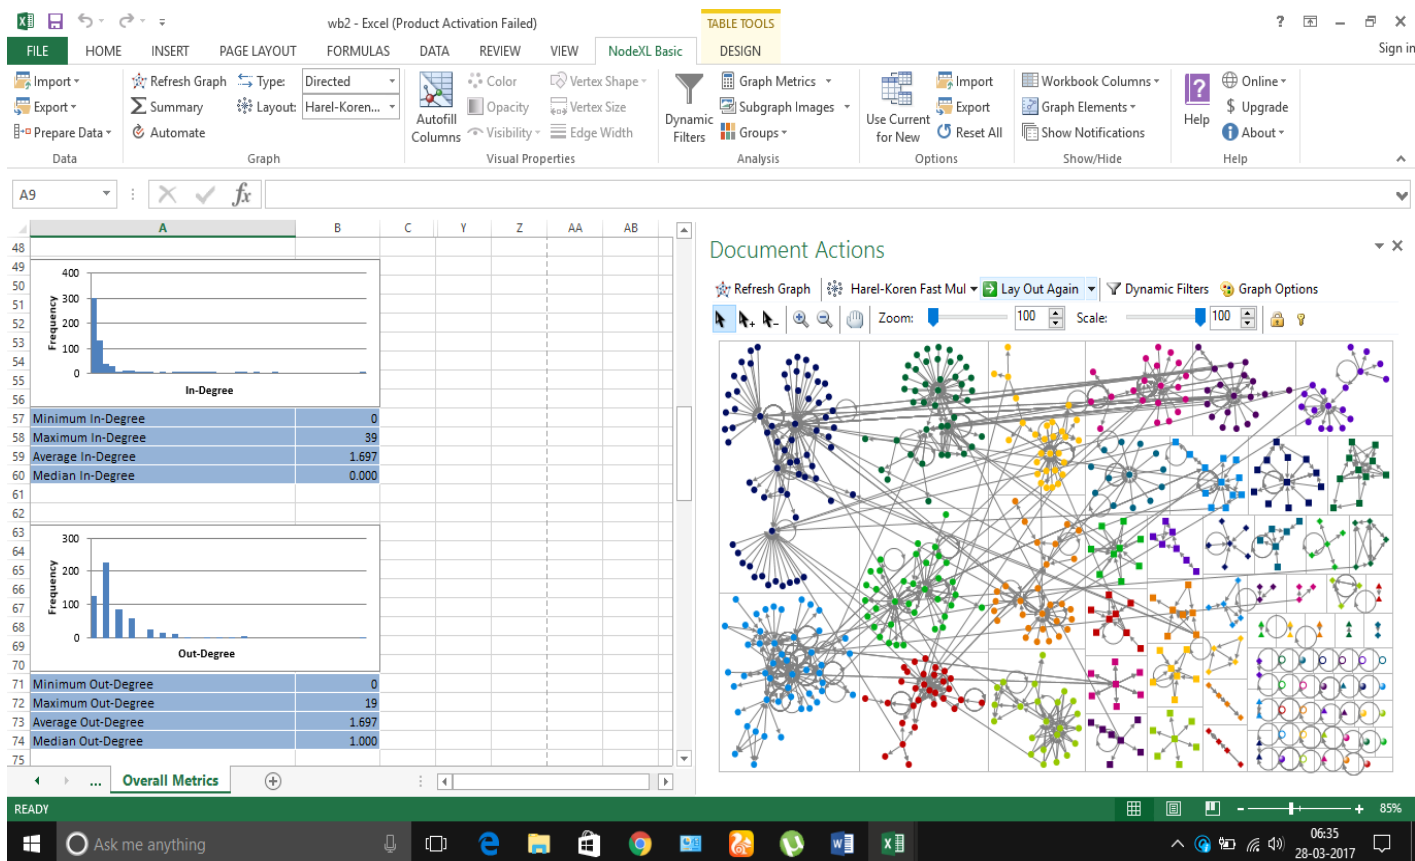 wb2 - Excel (Product Activation Failed)
TABLE TOOLS
FILE HOME INSERT PAGE LAYOUT FORMULAS DATA REVIEW VIEW NodeXL Basic DESIGN Sign in
Import Refresh Graph Type: Directed Color Vertex Shape Graph Metrics Import Workbook Columns Online
Export Summary Layout: Harel-Koren... Opacity Vertex Size Subgraph Images Export Graph Elements $ Upgrade
Prepare Data Automate Autofill Columns Visibility Edge Width Dynamic Filters Groups Use Current for New Reset All Show Notifications Help About
Data Graph Visual Properties Analysis Options Show/Hide Help
A9 fx
A B C Y Z AA AB
Document Actions
Refresh Graph Harel-Koren Fast Mul Lay Out Again Dynamic Filters Graph Options
Zoom: 100 Scale: 100
48
49
50
51
52
53
54
55
56
400
300
200
100
0
Frequency
In-Degree
57 Minimum In-Degree 0
58 Maximum In-Degree 39
59 Average In-Degree 1.697
60 Median In-Degree 0.000
61
62
63
64
65
66
67
68
69
70
300
200
100
0
Frequency
Out-Degree
71 Minimum Out-Degree 0
72 Maximum Out-Degree 19
73 Average Out-Degree 1.697
74 Median Out-Degree 1.000
75
... Overall Metrics
READY 85%
Ask me anything
06:35
28-03-2017